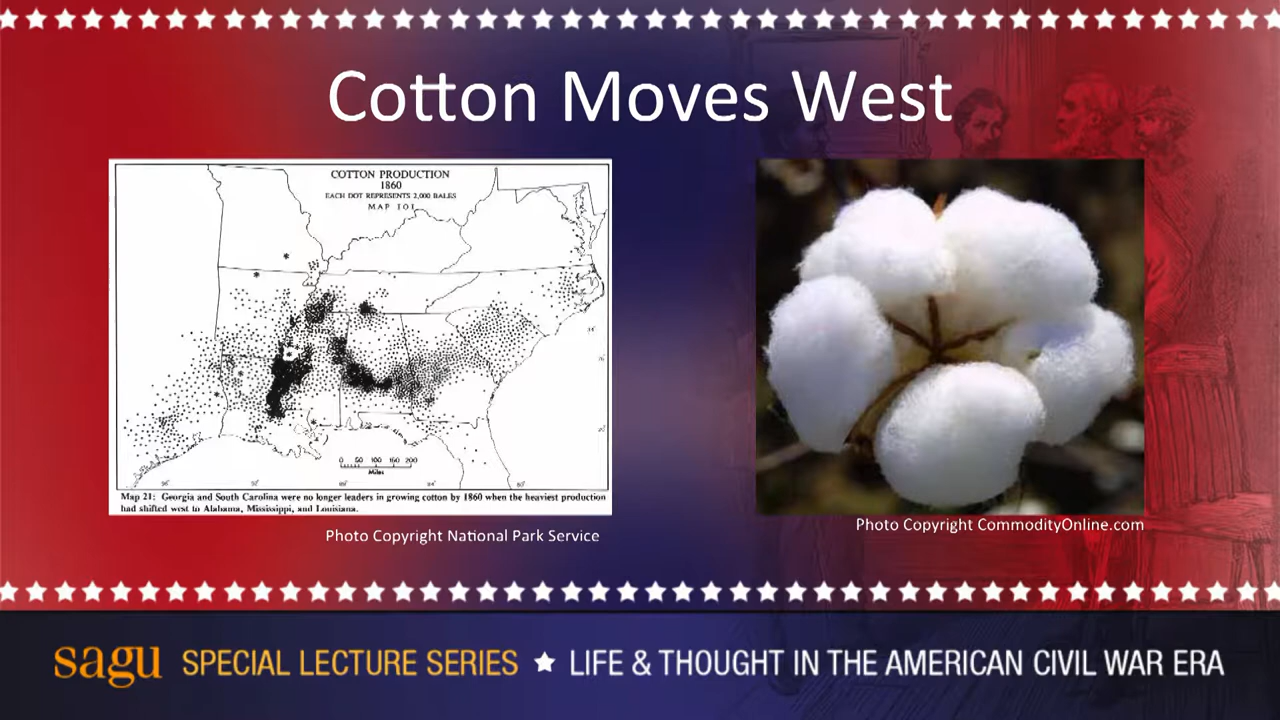 Cotton Moves West
COTTON PRODUCTION
1860
EACH DOT REPRESENTS 2,000 BALES
MAP 101
0 50 100 150 200
Miles
Map 21: Georgia and South Carolina were no longer leaders in growing cotton by 1860 when the heaviest production
had shifted west to Alabama, Mississippi, and Louisiana.
Photo Copyright National Park Service
Photo Copyright CommodityOnline.com
sagu SPECIAL LECTURE SERIES ★ LIFE & THOUGHT IN THE AMERICAN CIVIL WAR ERA